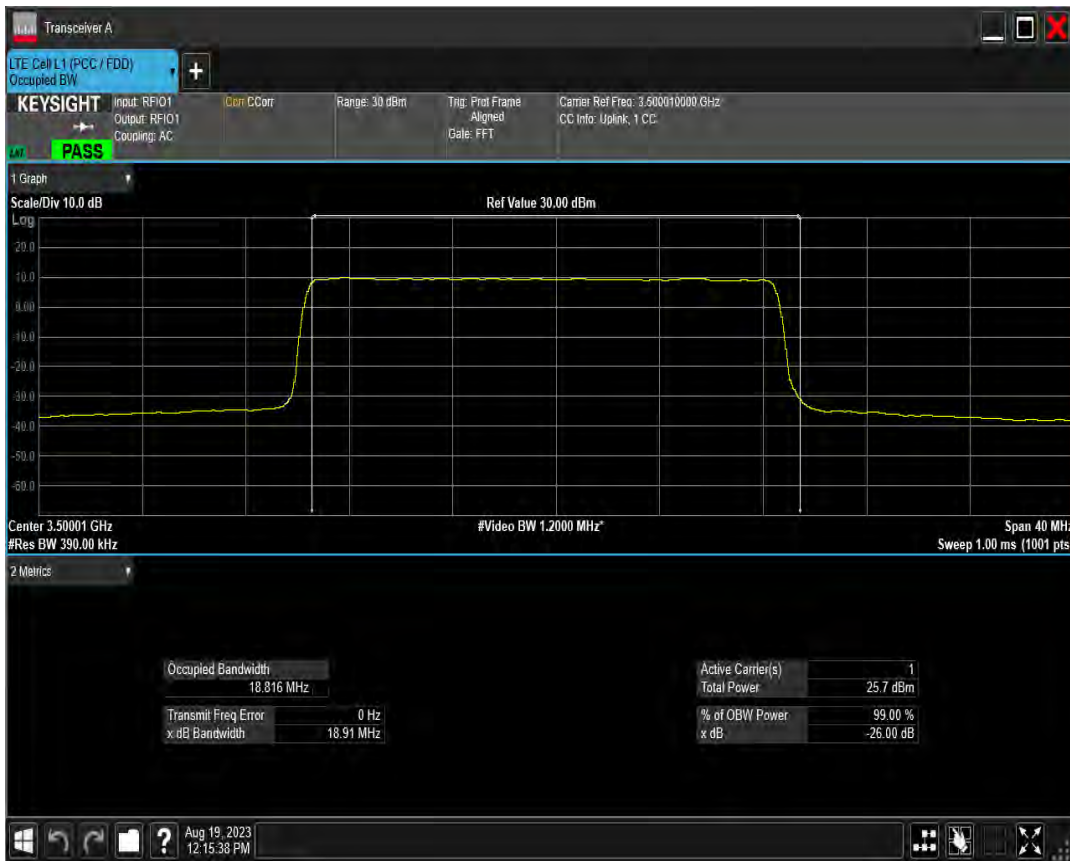 Transceiver A
LTE Cell L1 (PCC / FDD)
Occupied BW
+
KEYSIGHT
Input: RFIO1
Output: RFIO1
Coupling: AC
Corr CCorr
Range: 30 dBm
Trig: Prot Frame
Aligned
Gate: FFT
Carrier Ref Freq: 3.500010000 GHz
CC Info: Uplink, 1 CC
PASS
1 Graph
Scale/Div 10.0 dB
Ref Value 30.00 dBm
Log
20.0
10.0
0.00
-10.0
-20.0
-30.0
-40.0
-50.0
-60.0
Center 3.50001 GHz
#Video BW 1.2000 MHz*
Span 40 MHz
#Res BW 390.00 kHz
Sweep 1.00 ms (1001 pts
2 Metrics
Occupied Bandwidth
18.816 MHz
Transmit Freq Error 0 Hz
x dB Bandwidth 18.91 MHz
Active Carrier(s) 1
Total Power 25.7 dBm
% of OBW Power 99.00 %
x dB -26.00 dB
?
Aug 19, 2023
12:15:38 PM